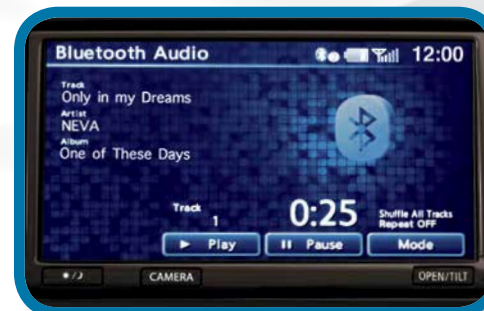 Bluetooth Audio 12:00
Track
Only in my Dreams
Artist
NEVA
Album
One of These Days
Track
1
0:25
Shuffle All Tracks
Repeat OFF
Play Pause Mode
CAMERA OPEN/TILT